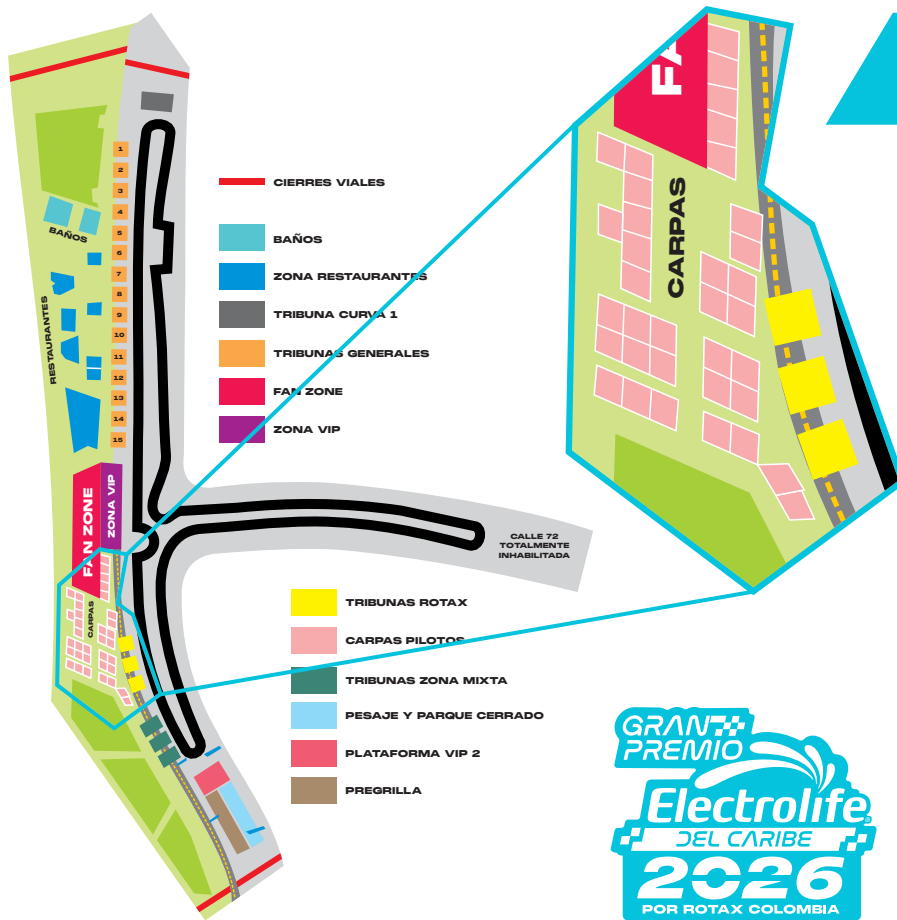 1
2
3
4
5
6
7
8
9
10
11
12
13
14
15
BAÑOS
RESTAURANTES
FAN ZONE
ZONA VIP
CARPAS
CIERRES VIALES
BAÑOS
ZONA RESTAURANTES
TRIBUNA CURVA 1
TRIBUNAS GENERALES
FAN ZONE
ZONA VIP
CALLE 72
TOTALMENTE
INHABILITADA
FA
CARPAS
TRIBUNAS ROTAX
CARPAS PILOTOS
TRIBUNAS ZONA MIXTA
PESAJE Y PARQUE CERRADO
PLATAFORMA VIP 2
PREGRILLA
GRAN
PREMIO
Electrolife
DEL CARIBE
2026
POR ROTAX COLOMBIA